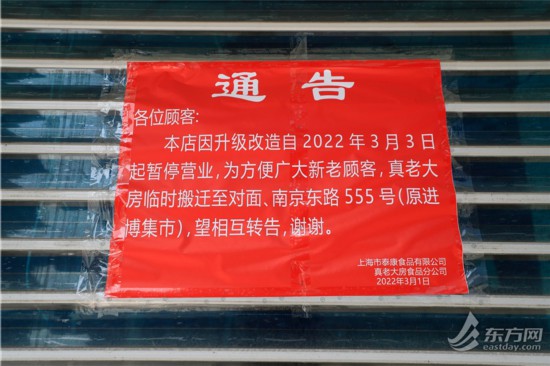 通 告
各位顾客:
本店因升级改造自 2022 年 3 月 3 日
起暂停营业,为方便广大新老顾客,真老大
房临时搬迁至对面、南京东路 555 号(原进
博集市),望相互转告,谢谢。
上海市泰康食品有限公司
真老大房食品分公司
2022年3月1日
东方网
eastday.com